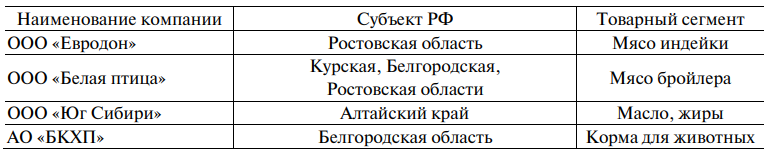 Наименование компании Субъект РФ Товарный сегмент
ООО «Евродон» Ростовская область Мясо индейки
ООО «Белая птица» Курская, Белгородская, Мясо бройлера
Ростовская области
ООО «Юг Сибири» Алтайский край Масло, жиры
АО «БКХП» Белгородская область Корма для животных